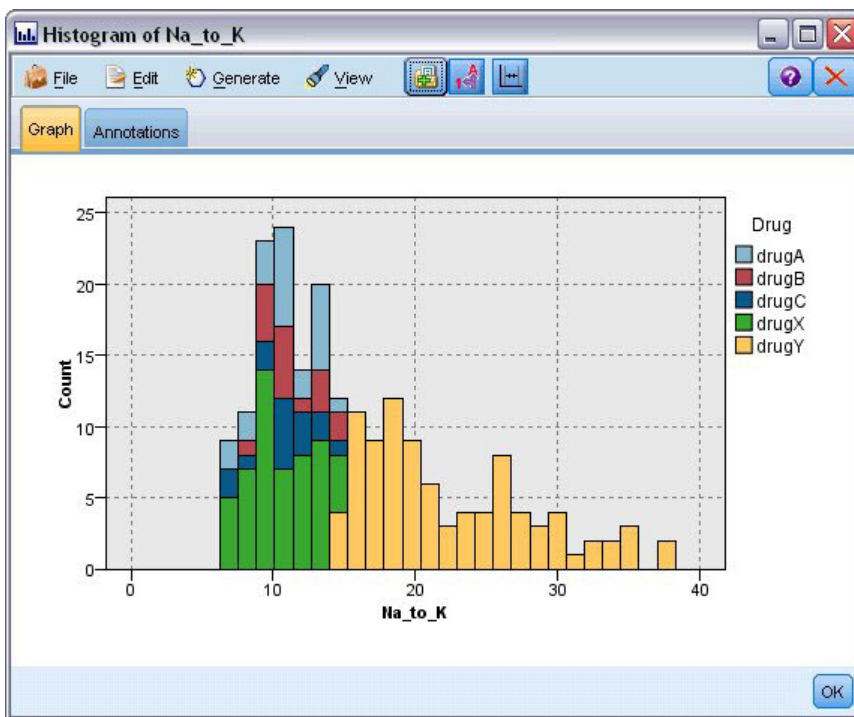 Histogram of Na_to_K
File Edit Generate View
Graph Annotations
25
20
15
10
5
0
Count
0 10 20 30 40
Na_to_K
Drug
drugA
drugB
drugC
drugX
drugY
OK